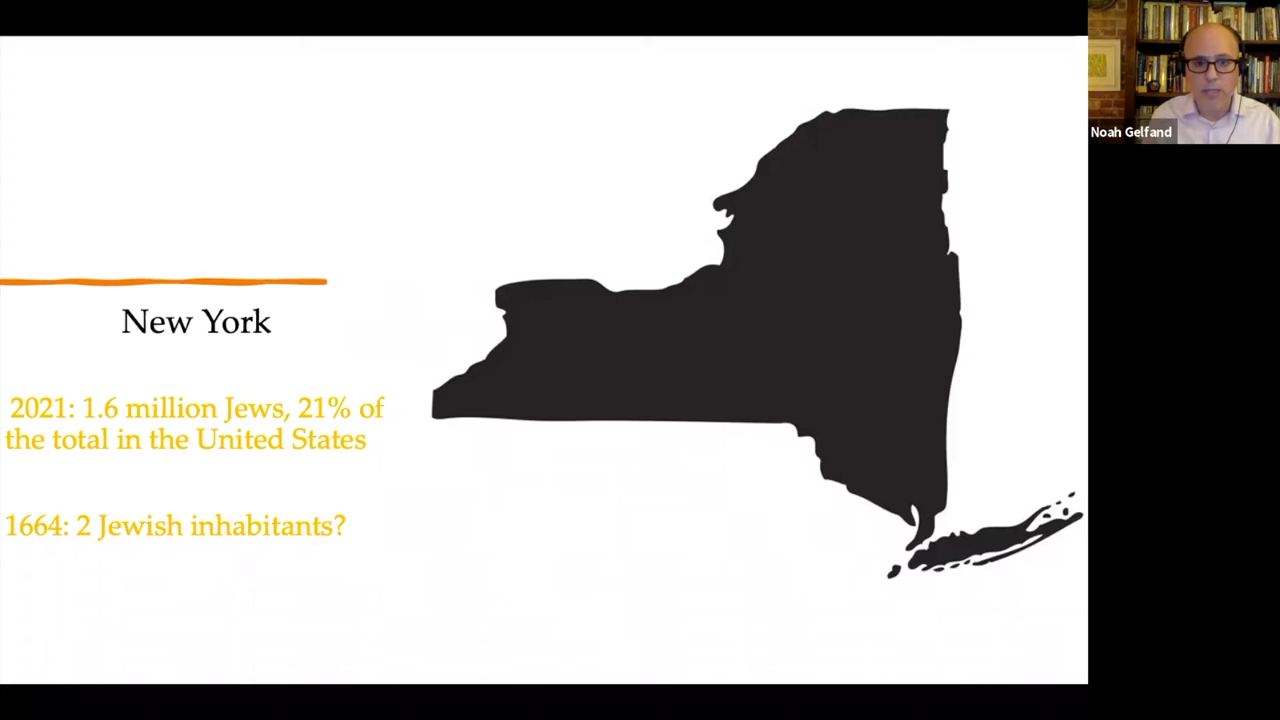 Noah Gelfand
New York
2021: 1.6 million Jews, 21% of
the total in the United States
1664: 2 Jewish inhabitants?